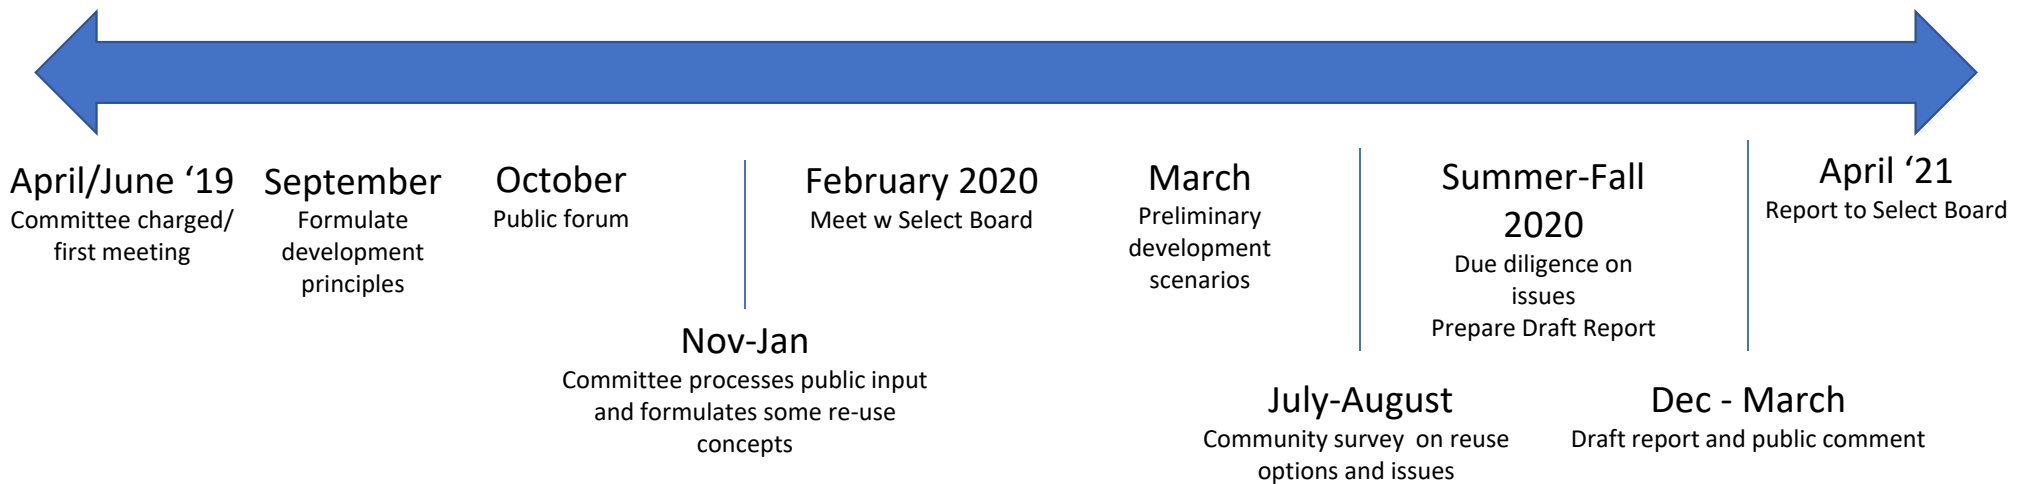 April/June ‘19
Committee charged/
first meeting
September
Formulate
development
principles
October
Public forum
Nov-Jan
Committee processes public input
and formulates some re-use
concepts
February 2020
Meet w Select Board
March
Preliminary
development
scenarios
July-August
Community survey  on reuse
options and issues
Summer-Fall
2020
Due diligence on
issues
Prepare Draft Report
Dec - March
Draft report and public comment
April ‘21
Report to Select Board